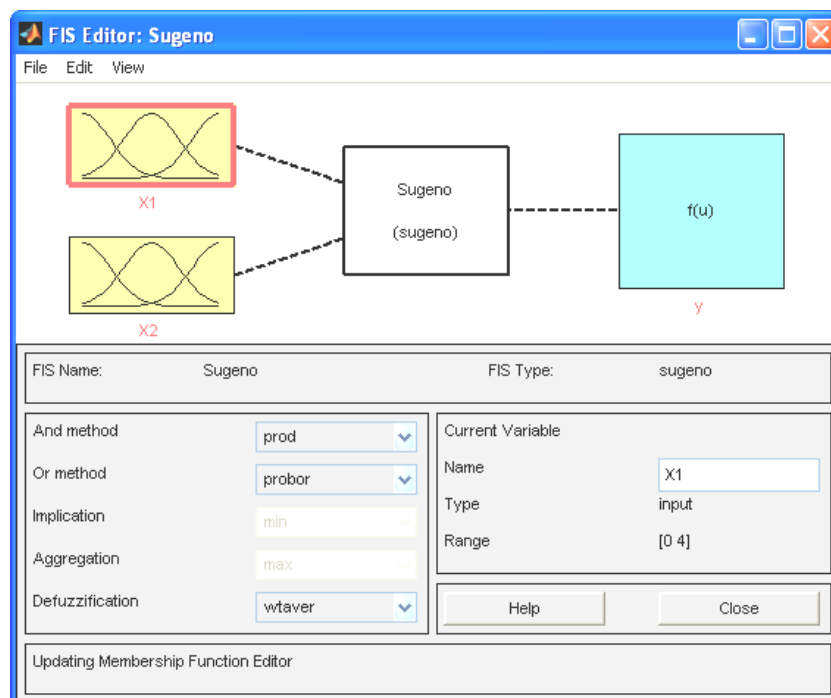 FIS Editor: Sugeno
File Edit View
X1
X2
Sugeno
(sugeno)
f(u)
y
FIS Name: Sugeno FIS Type: sugeno
And method prod
Or method probor
Implication min
Aggregation max
Defuzzification wtaver
Current Variable
Name X1
Type input
Range [0 4]
Help Close
Updating Membership Function Editor